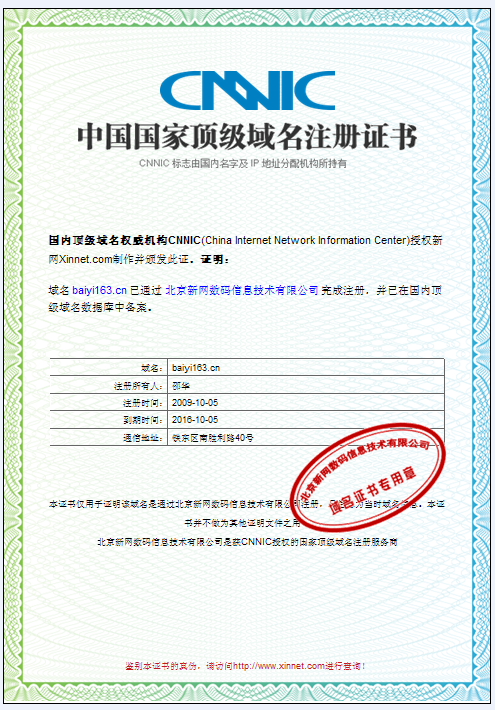 CNNIC
中国国家顶级域名注册证书
CNNIC 标志由国内名字及 IP 地址分配机构所持有
国内顶级域名权威机构CNNIC(China Internet Network Information Center)授权新
网Xinnet.com制作并颁发此证。证明：
域名 baiyi163.cn 已通过 北京新网数码信息技术有限公司 完成注册，并已在国内顶
级域名数据库中备案。
域名： baiyi163.cn
注册所有人： 邵华
注册时间： 2009-10-05
到期时间： 2016-10-05
通信地址： 铁东区南胜利路40号
北京新网数码信息技术有限公司
域名证书专用章
本证书仅用于证明该域名是通过北京新网数码信息技术有限公司注册，为当时域名信息。本证
书并不做为其他证明文件之用
北京新网数码信息技术有限公司是获CNNIC授权的国家顶级域名注册服务商
鉴别本证书的真伪，请访问http://www.xinnet.com进行查询！